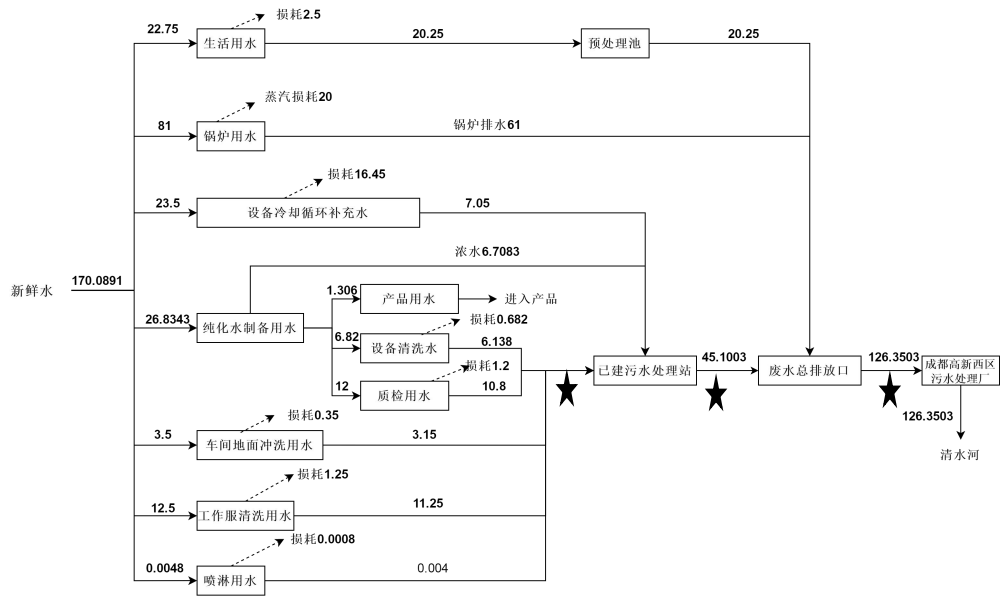 损耗2.5
22.75
生活用水
20.25
预处理池
20.25
蒸汽损耗20
81
锅炉用水
锅炉排水61
损耗16.45
23.5
设备冷却循环补充水
7.05
浓水6.7083
新鲜水
170.0891
26.8343
纯化水制备用水
1.306
产品用水
进入产品
损耗0.682
6.82
设备清洗水
6.138
损耗1.2
12
质检用水
10.8
已建污水处理站
45.1003
废水总排放口
126.3503
成都高新西区
污水处理厂
126.3503
清水河
损耗0.35
3.5
车间地面冲洗用水
3.15
损耗1.25
12.5
工作服清洗用水
11.25
损耗0.0008
0.0048
喷淋用水
0.004